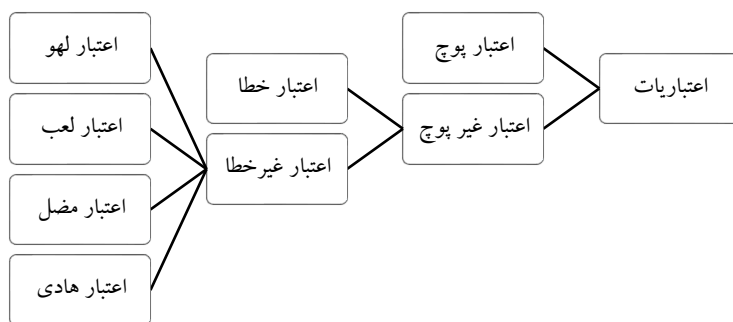 اعتباریات
اعتبار پوچ
اعتبار غیر پوچ
اعتبار خطا
اعتبار غیرخطا
اعتبار لهو
اعتبار لعب
اعتبار مضل
اعتبار هادی